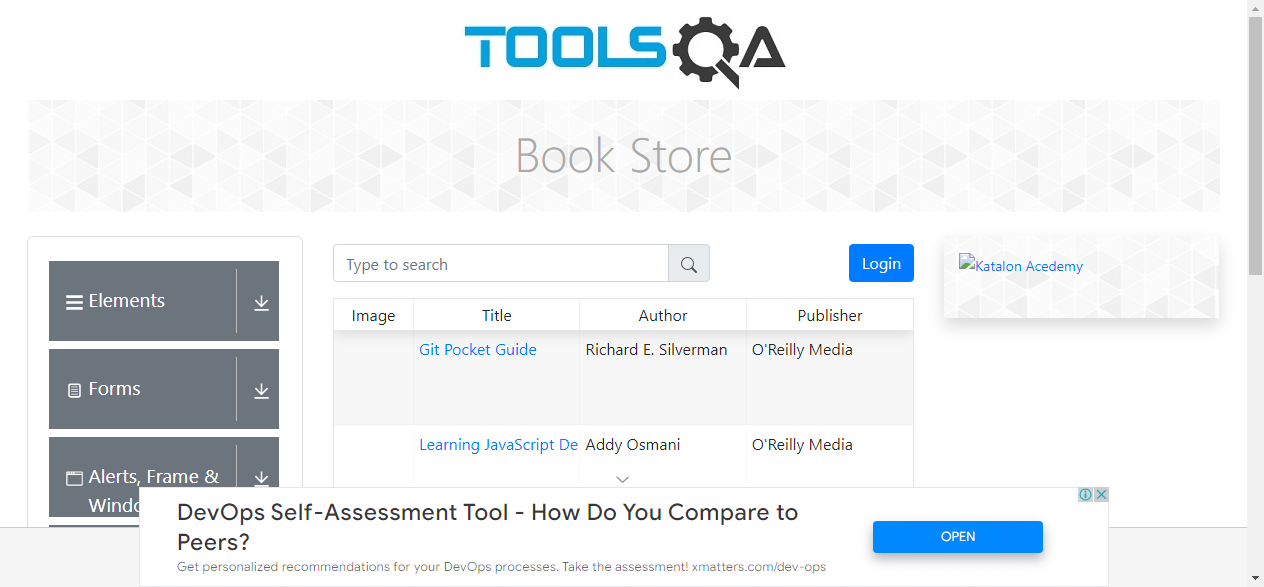 TOOLSQA
Book Store
Elements
Forms
Alerts, Frame &
Windo
Type to search
Login
Image Title Author Publisher
Git Pocket Guide Richard E. Silverman O'Reilly Media
Learning JavaScript De Addy Osmani O'Reilly Media
Katalon Acedemy
DevOps Self-Assessment Tool - How Do You Compare to
Peers?
Get personalized recommendations for your DevOps processes. Take the assessment! xmatters.com/dev-ops
OPEN